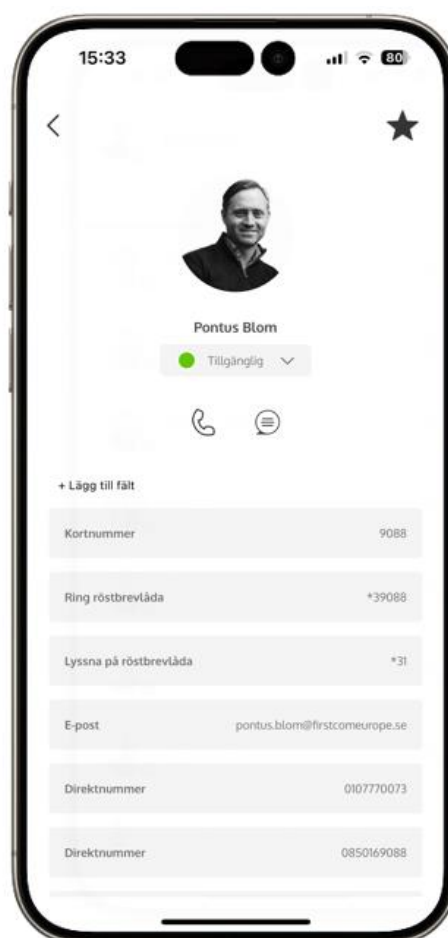 15:33
80
Pontus Blom
Tillgänglig
+ Lägg till fält
Kortnummer 9088
Ring röstbrevlåda *39088
Lyssna på röstbrevlåda *31
E-post pontus.blom@firstcomeurope.se
Direktnummer 0107770073
Direktnummer 0850169088